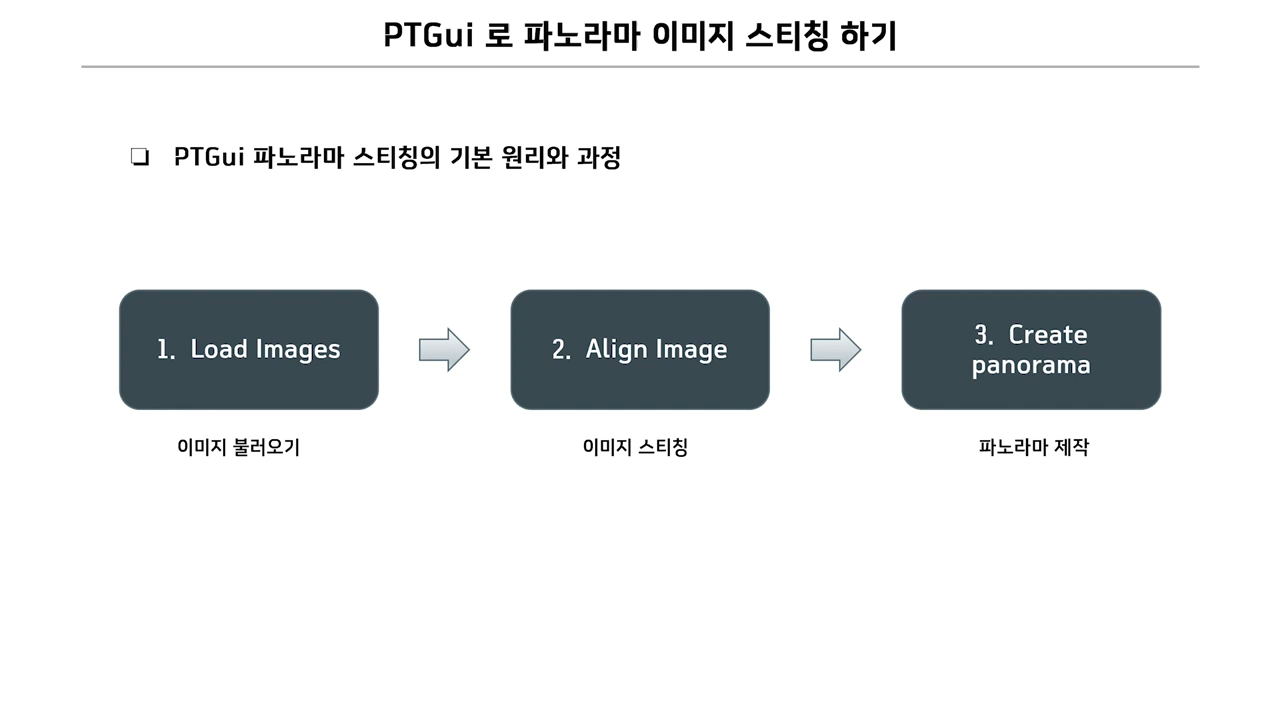 PTGui 로 파노라마 이미지 스티칭 하기
❏ PTGui 파노라마 스티칭의 기본 원리와 과정
1. Load Images
2. Align Image
3. Create
panorama
이미지 불러오기
이미지 스티칭
파노라마 제작